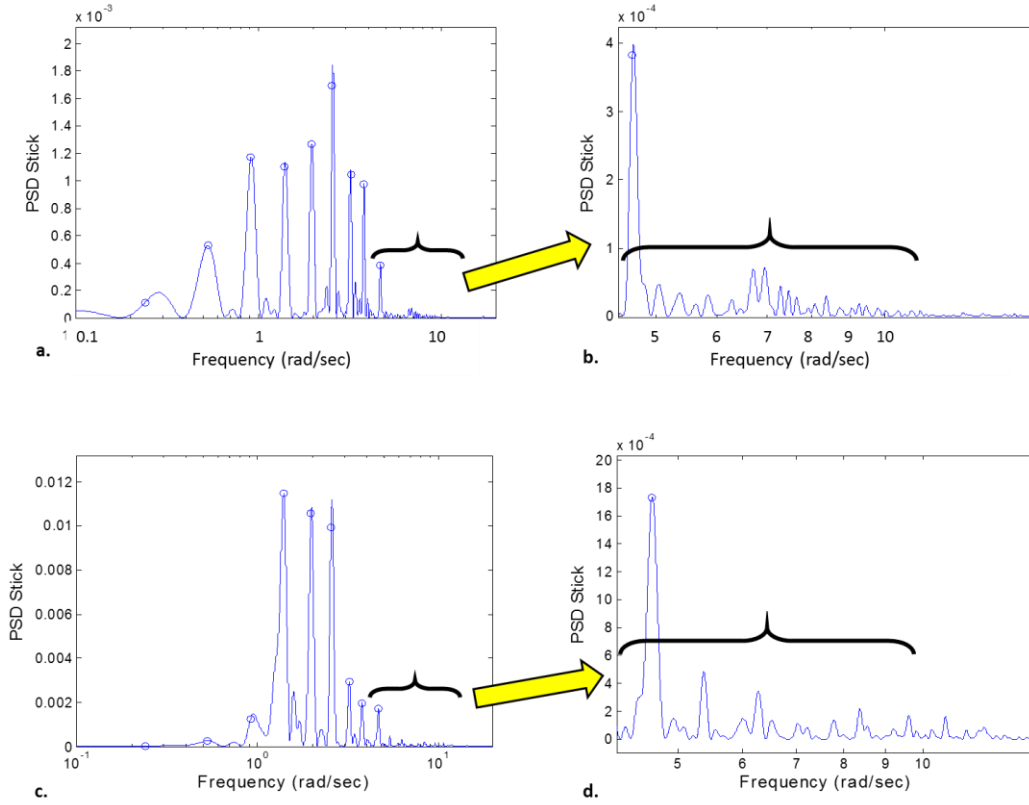 x 10 -3
2
1.8
1.6
1.4
1.2
1
0.8
0.6
0.4
0.2
0
PSD Stick
1 0.1 1 10
Frequency (rad/sec)
a.
x 10 -4
4
3
2
1
0
PSD Stick
5 6 7 8 9 10
Frequency (rad/sec)
b.
0.012
0.01
0.008
0.006
0.004
0.002
0
PSD Stick
10 -1 10 0 10 1
Frequency (rad/sec)
c.
x 10 -4
20
18
16
14
12
10
8
6
4
2
0
PSD Stick
5 6 7 8 9 10
Frequency (rad/sec)
d.